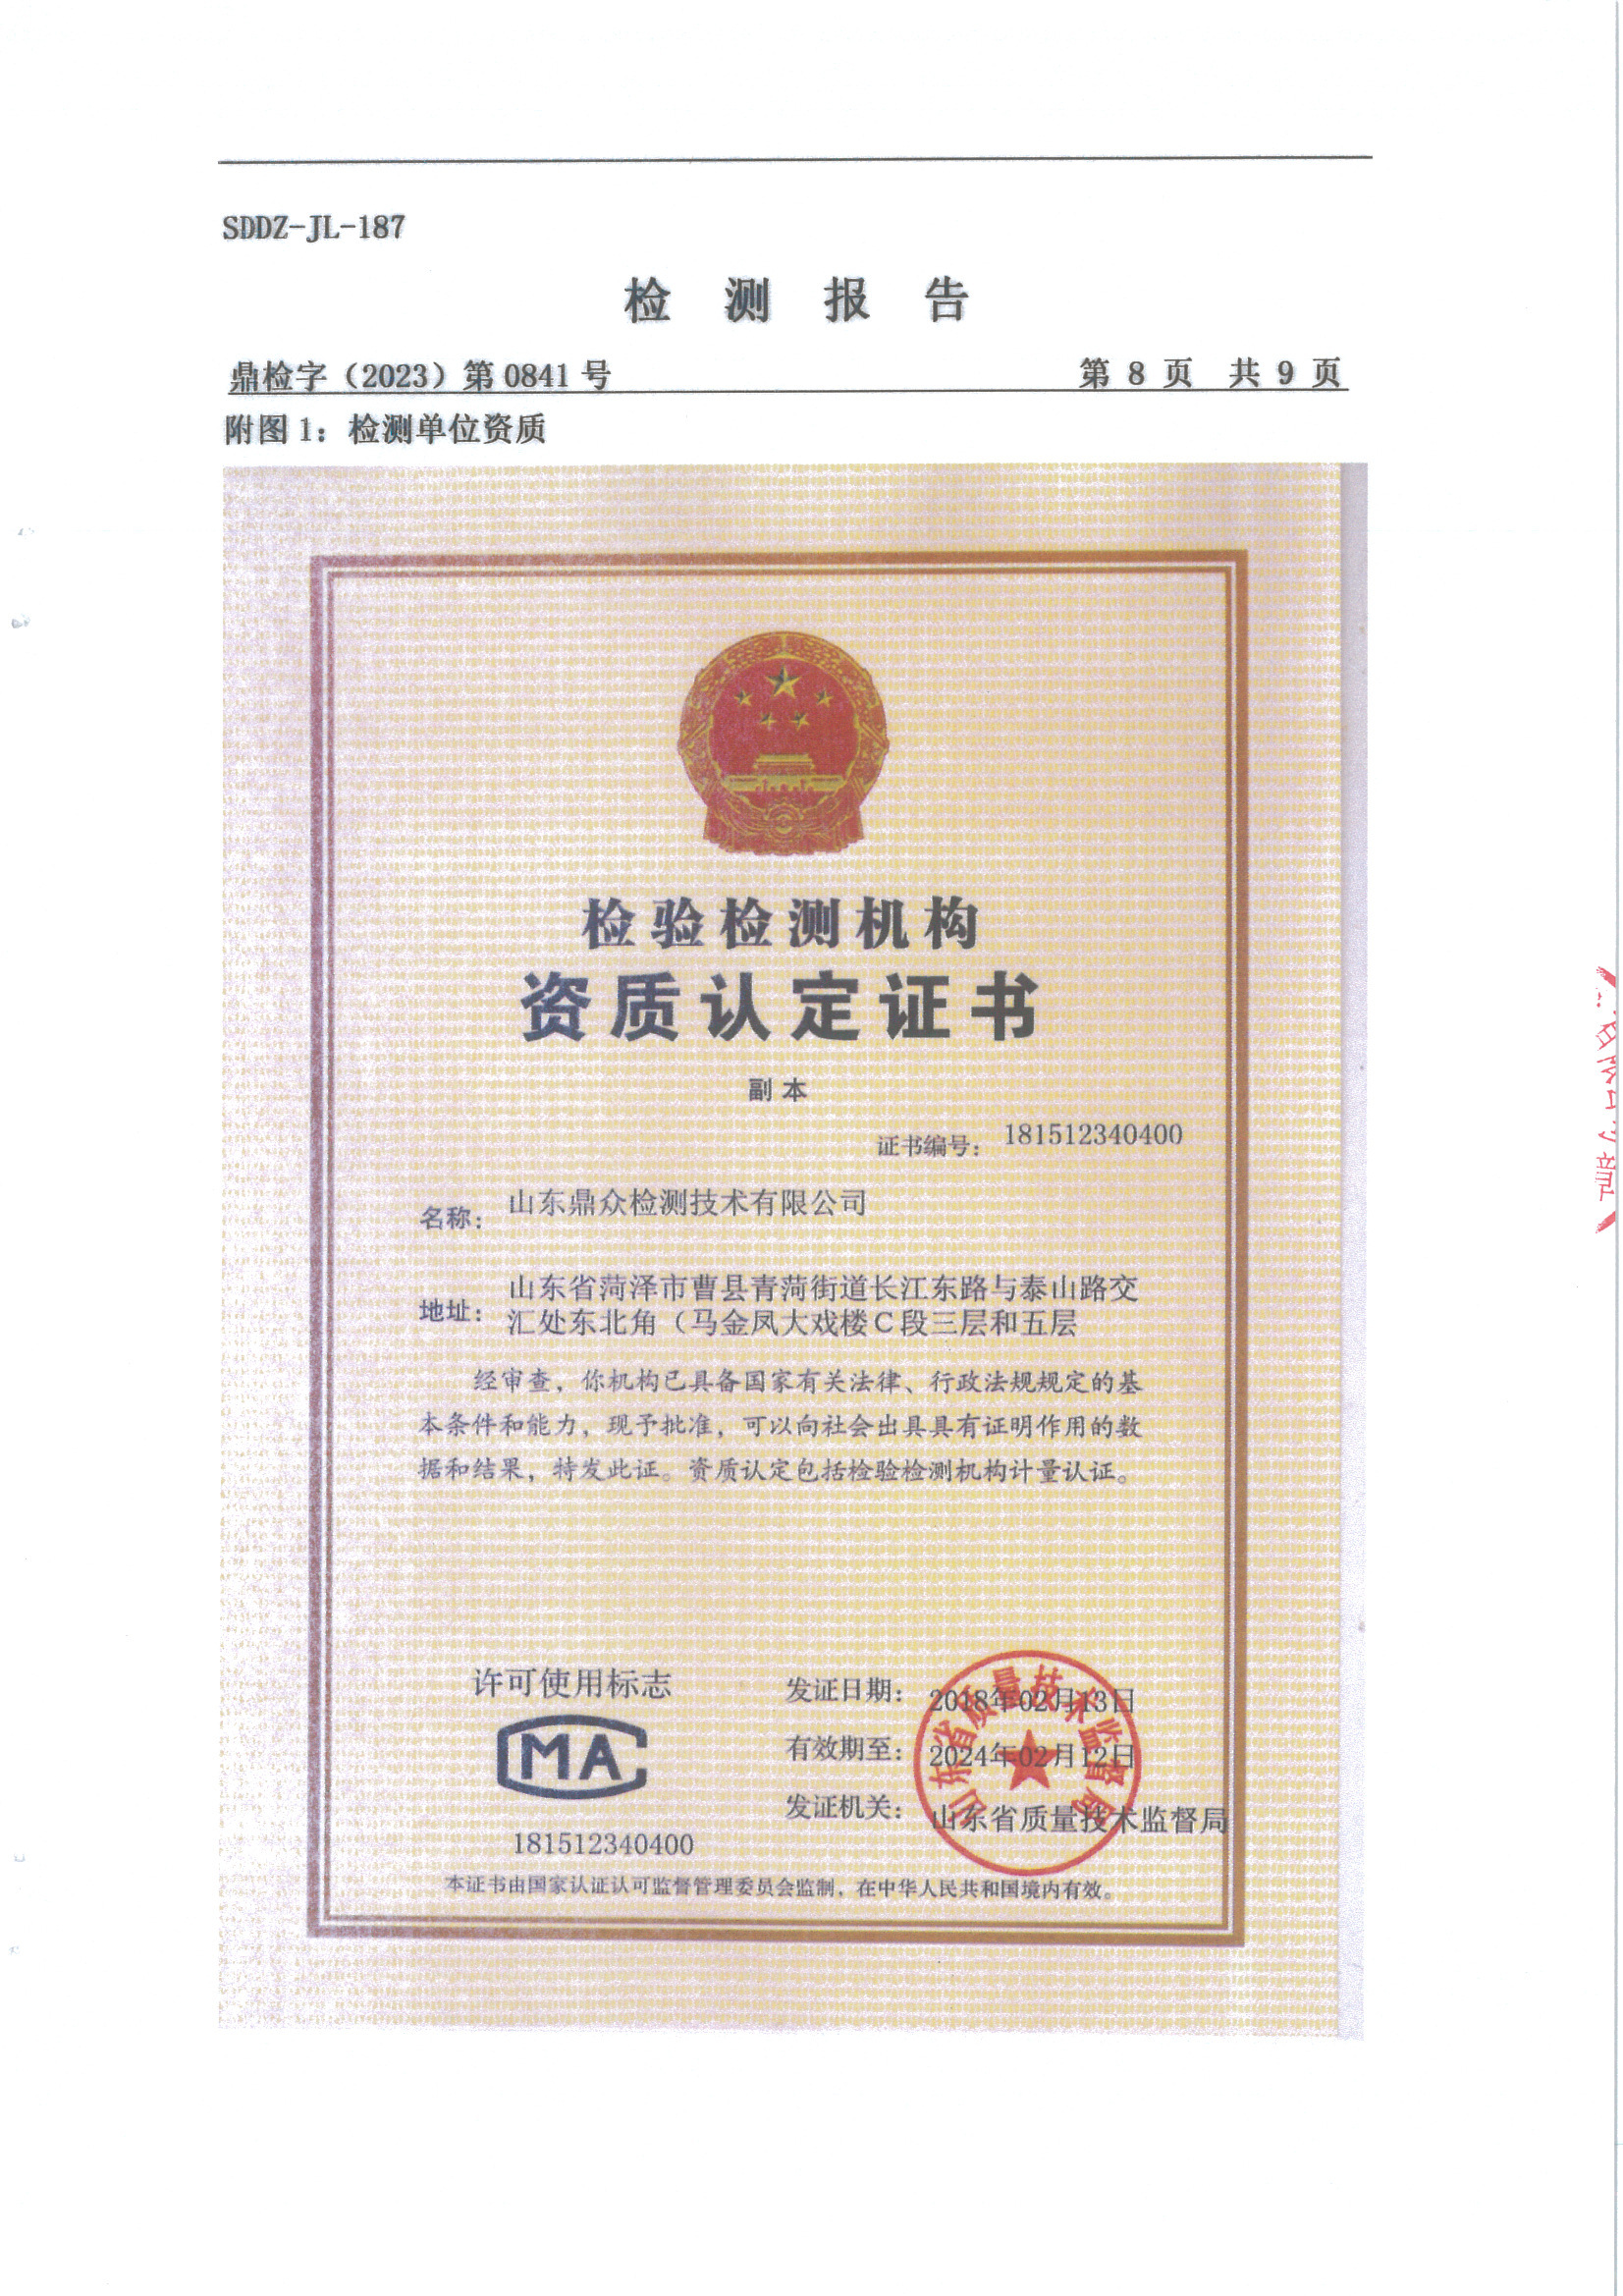 SDDZ-JL-187
检 测 报 告
鼎检字（2023）第 0841 号 第 8 页 共 9 页
附图 1：检测单位资质
检验检测机构
资质认定证书
副本
证书编号：181512340400
名称：山东鼎众检测技术有限公司
地址：山东省菏泽市曹县青菏街道长江东路与泰山路交
汇处东北角（马金凤大戏楼C段三层和五层
经审查，你机构已具备国家有关法律、行政法规规定的基
本条件和能力，现予批准，可以向社会出具具有证明作用的数
据和结果，特发此证。资质认定包括检验检测机构计量认证。
许可使用标志
MA
181512340400
发证日期：2018年02月13日
有效期至：2024年02月12日
发证机关：山东省质量技术监督局
山东省质量技术监督局
本证书由国家认证认可监督管理委员会监制，在中华人民共和国境内有效。